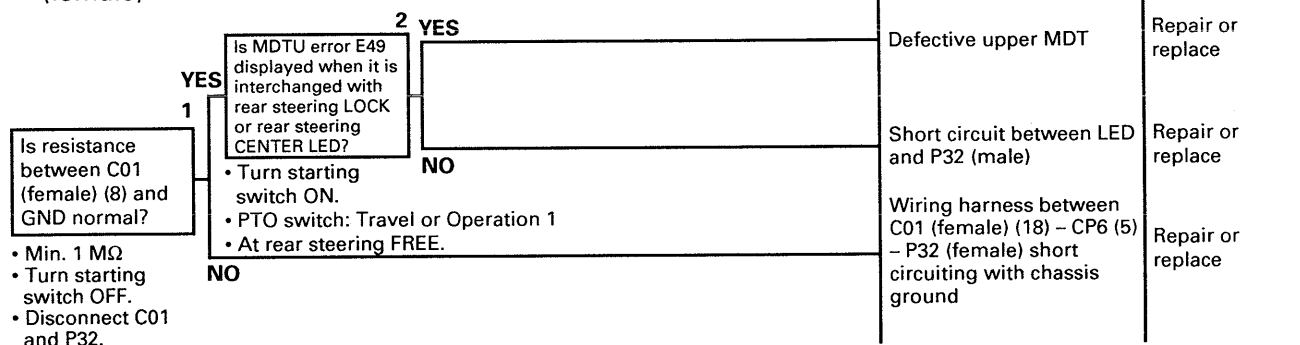 2 YES
Is MDTU error E49
displayed when it is
interchanged with
rear steering LOCK
or rear steering
CENTER LED?
YES
1
Is resistance
between C01
(female) (8) and
GND normal?
• Min. 1 MΩ
• Turn starting
switch OFF.
• Disconnect C01
and P32.
NO
• Turn starting
switch ON.
• PTO switch: Travel or Operation 1
• At rear steering FREE.
NO
Defective upper MDT
Repair or
replace
Short circuit between LED
and P32 (male)
Repair or
replace
Wiring harness between
C01 (female) (18) – CP6 (5)
– P32 (female) short
circuiting with chassis
ground
Repair or
replace